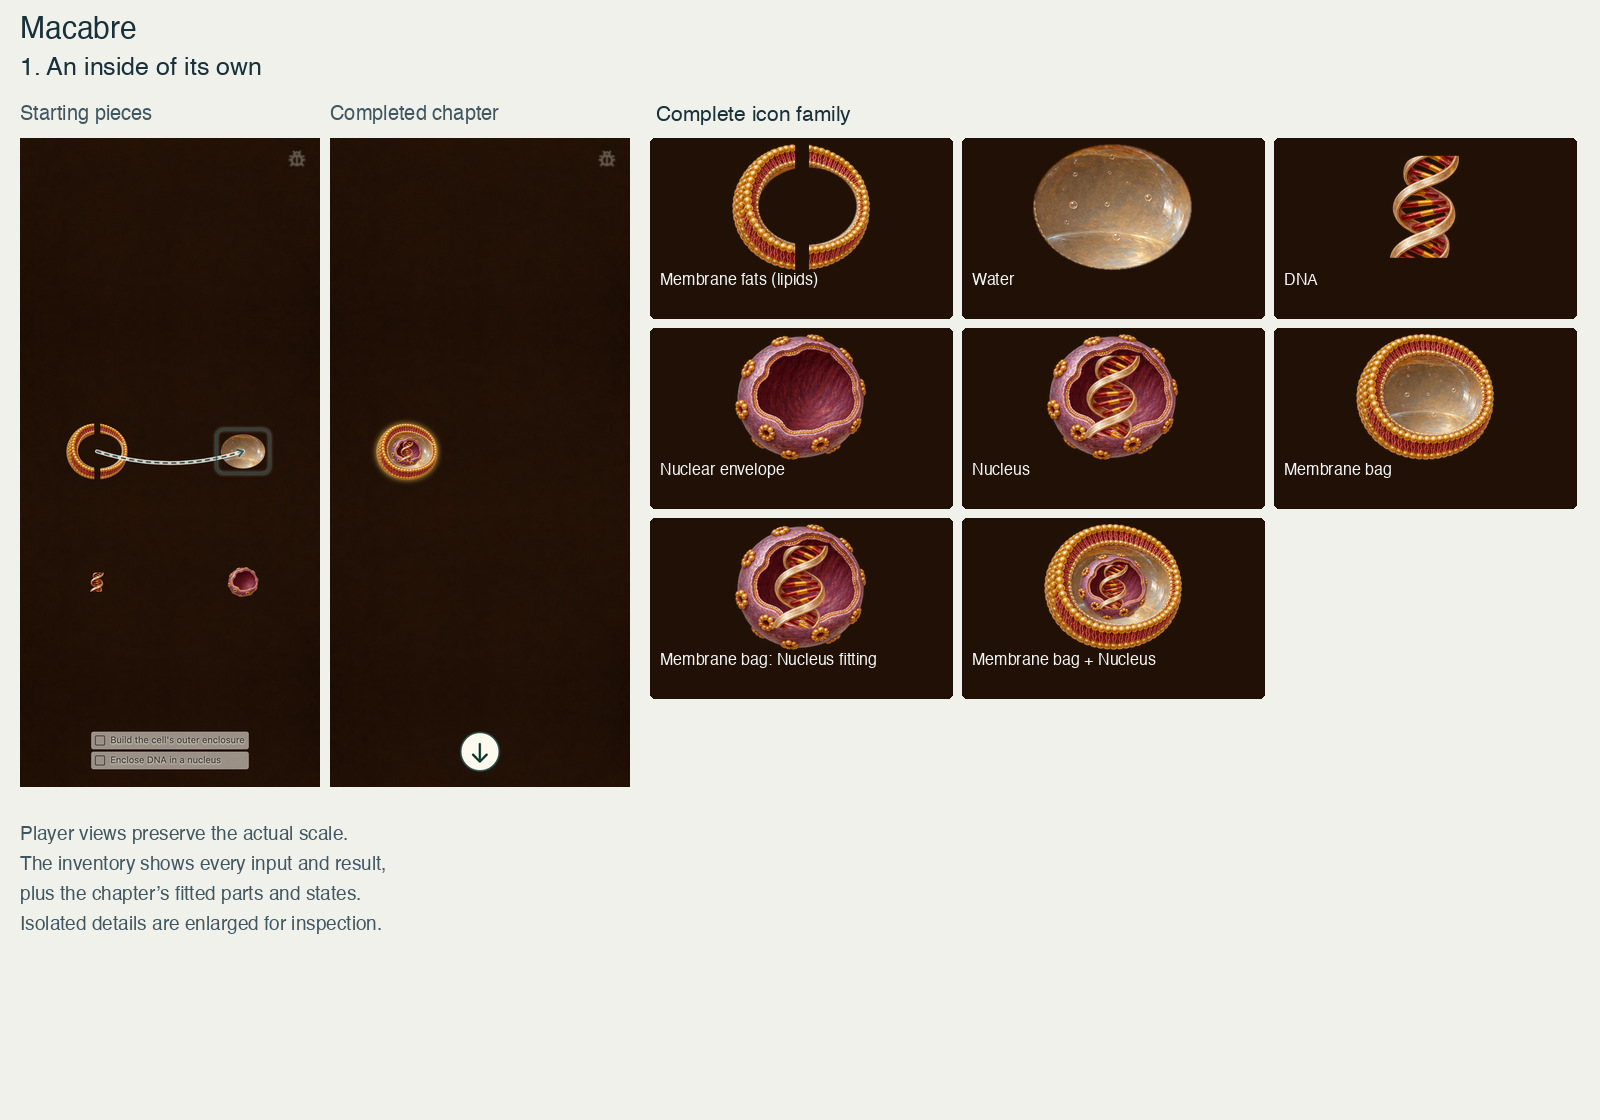 Macabre
1. An inside of its own
Starting pieces
Completed chapter
Complete icon family
Membrane fats (lipids)
Water
DNA
Nuclear envelope
Nucleus
Membrane bag
Membrane bag: Nucleus fitting
Membrane bag + Nucleus
Build the cell's outer enclosure
Enclose DNA in a nucleus
Player views preserve the actual scale.
The inventory shows every input and result,
plus the chapter’s fitted parts and states.
Isolated details are enlarged for inspection.